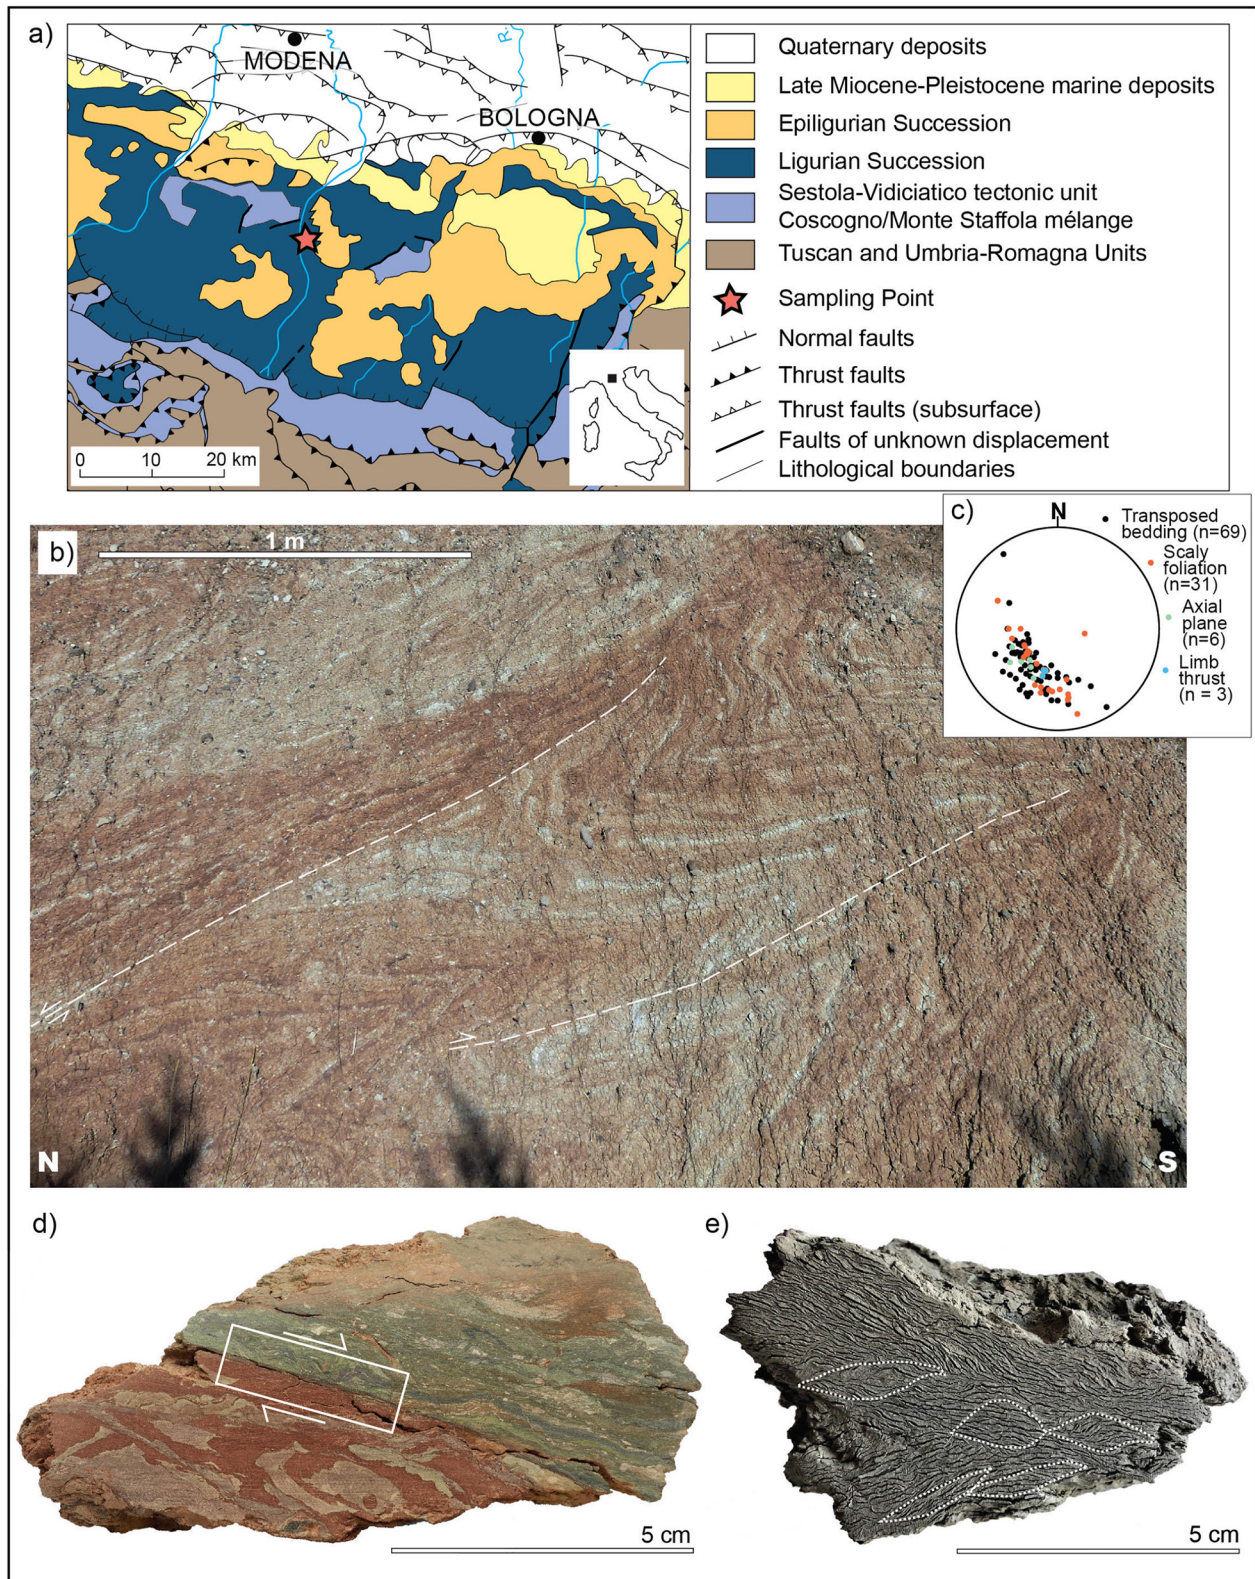 a)
MODENA
BOLOGNA
R.
0 10 20 km
Quaternary deposits
Late Miocene-Pleistocene marine deposits
Epiligurian Succession
Ligurian Succession
Sestola-Vidiciatico tectonic unit
Coscogno/Monte Staffola mélange
Tuscan and Umbria-Romagna Units
Sampling Point
Normal faults
Thrust faults
Thrust faults (subsurface)
Faults of unknown displacement
Lithological boundaries
b)
1 m
N
S
c)
N
Transposed
bedding (n=69)
Scaly
foliation
(n=31)
Axial
plane
(n=6)
Limb
thrust
(n = 3)
d)
5 cm
e)
5 cm